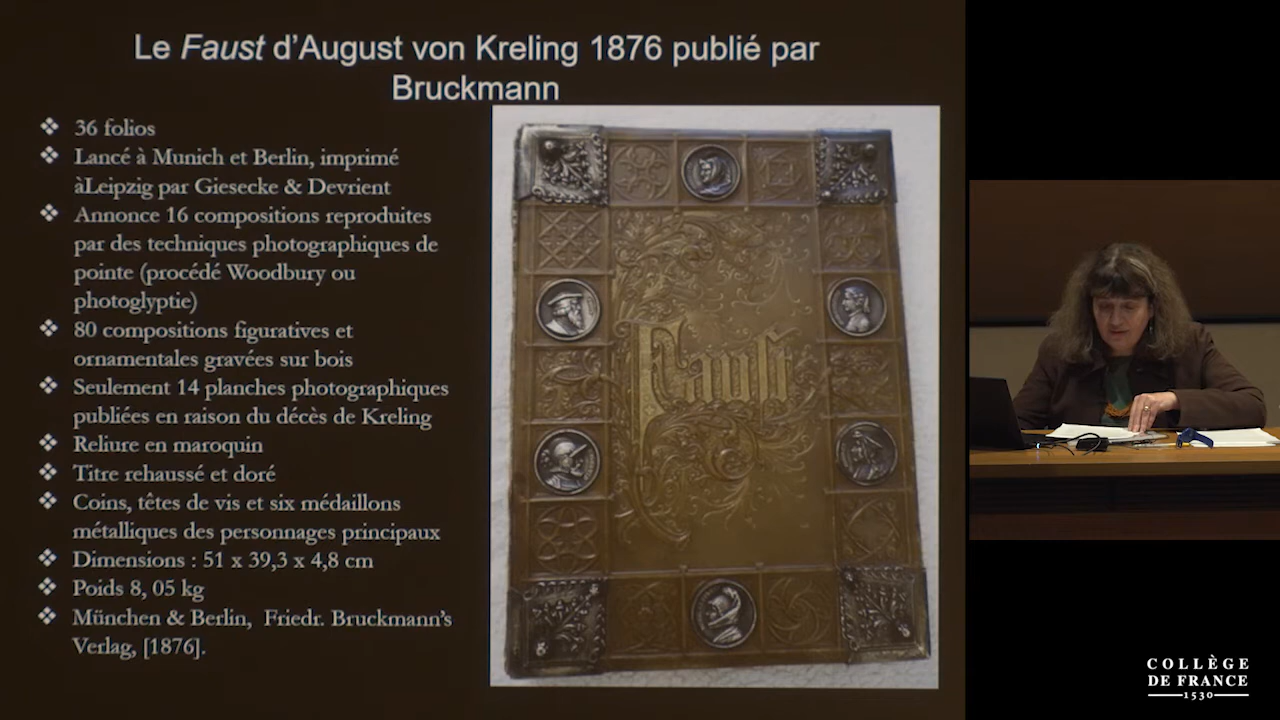 Le Faust d'August von Kreling 1876 publié par
Bruckmann
❖ 36 folios
❖ Lancé à Munich et Berlin, imprimé
àLeipzig par Giesecke & Devrient
❖ Annonce 16 compositions reproduites
par des techniques photographiques de
pointe (procédé Woodbury ou
photoglyptie)
❖ 80 compositions figuratives et
ornementales gravées sur bois
❖ Seulement 14 planches photographiques
publiées en raison du décès de Kreling
❖ Reliure en maroquin
❖ Titre rehaussé et doré
❖ Coins, têtes de vis et six médaillons
métalliques des personnages principaux
❖ Dimensions : 51 x 39,3 x 4,8 cm
❖ Poids 8, 05 kg
❖ München & Berlin, Friedr. Bruckmann's
Verlag, [1876].
Faust
COLLÈGE
DE FRANCE
1530